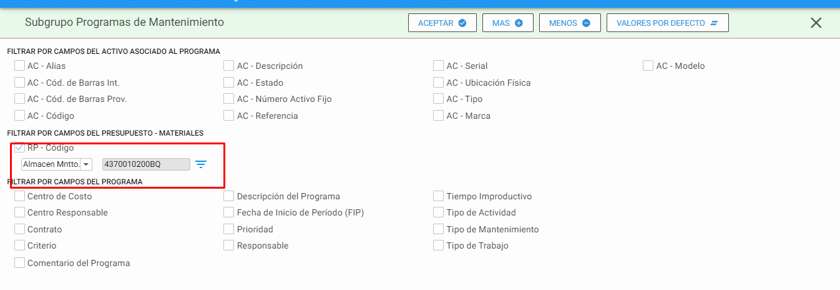 Subgrupo Programas de Mantenimiento ACEPTAR MAS MENOS VALORES POR DEFECTO
FILTRAR POR CAMPOS DEL ACTIVO ASOCIADO AL PROGRAMA
AC - Alias AC - Descripción AC - Serial AC - Modelo
AC - Cód. de Barras Int. AC - Estado AC - Ubicación Física
AC - Cód. de Barras Prov. AC - Número Activo Fijo AC - Tipo
AC - Código AC - Referencia AC - Marca
FILTRAR POR CAMPOS DEL PRESUPUESTO - MATERIALES
RP - Código
Almacen Mntto. 4370010200BQ
FILTRAR POR CAMPOS DEL PROGRAMA
Centro de Costo Descripción del Programa Tiempo Improductivo
Centro Responsable Fecha de Inicio de Período (FIP) Tipo de Actividad
Contrato Prioridad Tipo de Mantenimiento
Criterio Responsable Tipo de Trabajo
Comentario del Programa